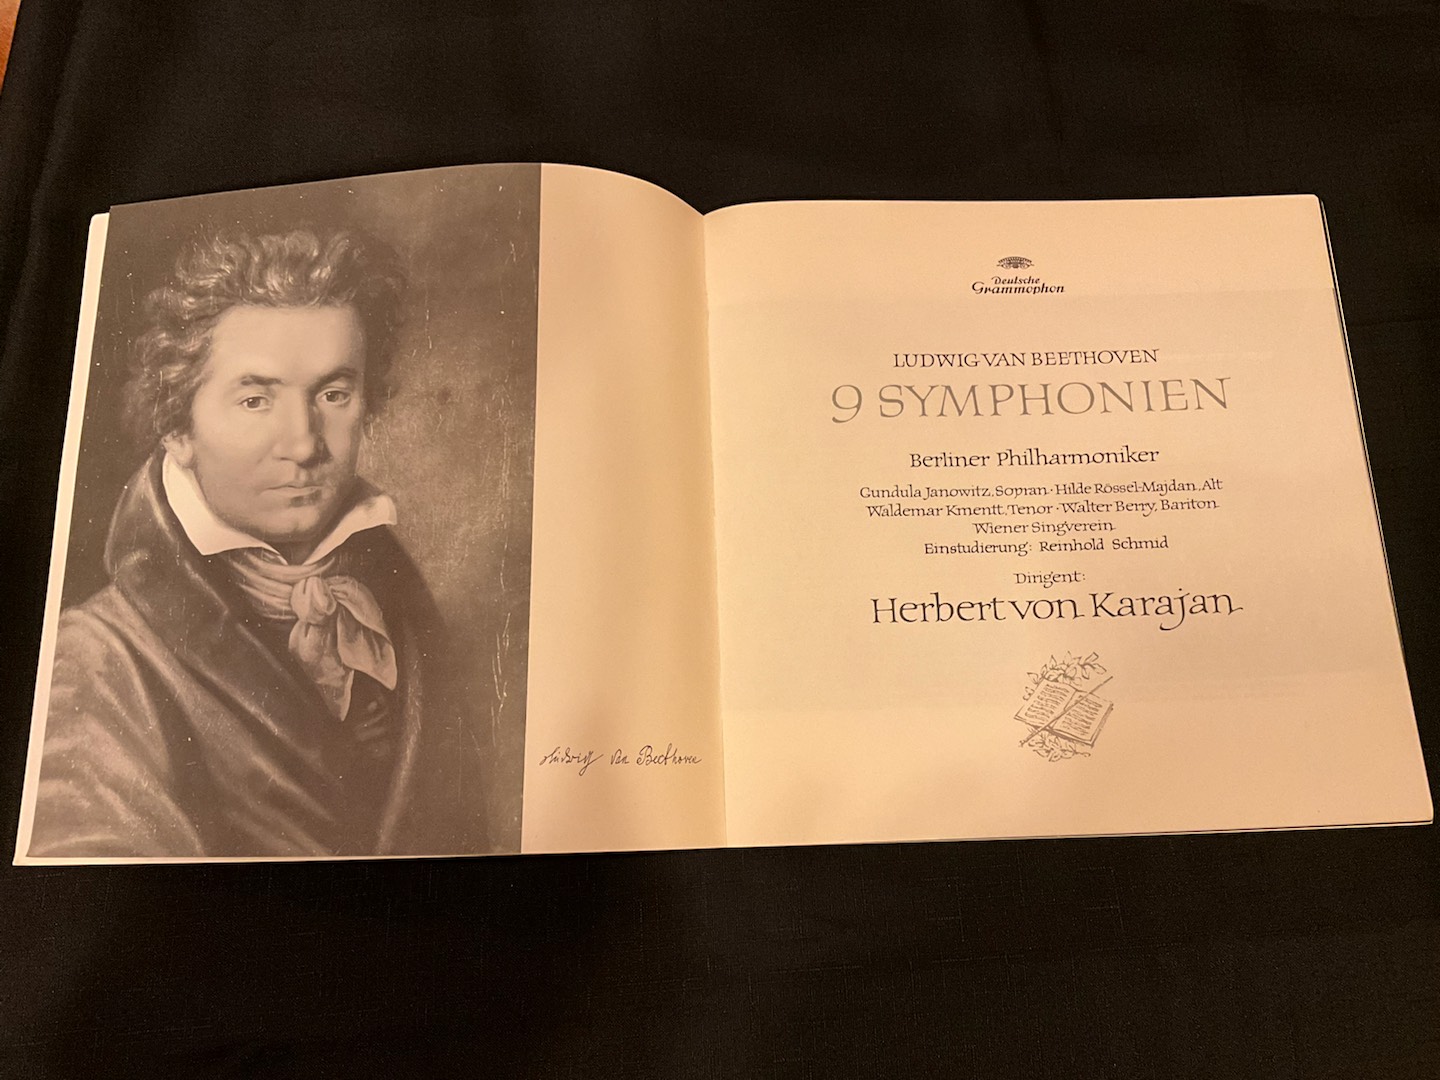 Ludwig van Beethoven
Deutsche
Grammophon
LUDWIG VAN BEETHOVEN
9 SYMPHONIEN
Berliner Philharmoniker
Gundula Janowitz, Sopran · Hilde Rössel-Majdan, Alt
Waldemar Kmentt, Tenor · Walter Berry, Bariton
Wiener Singverein
Einstudierung: Reinhold Schmid
Dirigent:
Herbert von Karajan